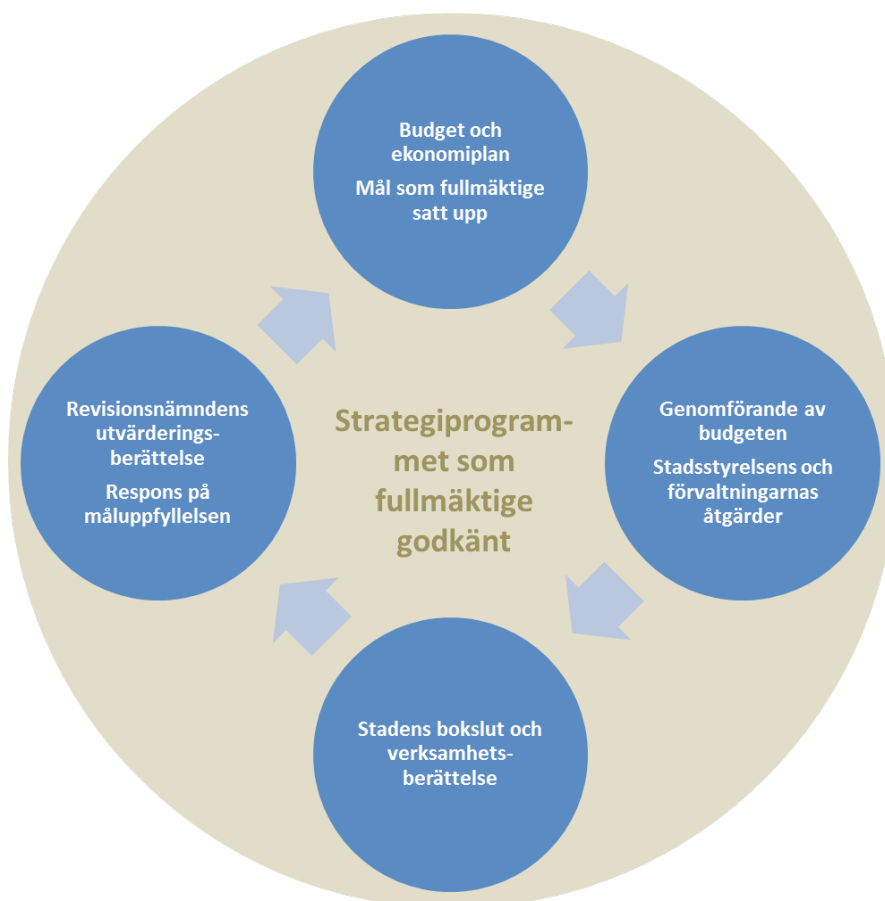 Budget och
ekonomiplan
Mål som fullmäktige
satt upp
Revisionsnämndens
utvärderings-
berättelse
Respons på
måluppfyllelsen
Strategiprogram-
met som
fullmäktige
godkänt
Genomförande av
budgeten
Stadsstyrelsens och
förvaltningarnas
åtgärder
Stadens bokslut och
verksamhets-
berättelse